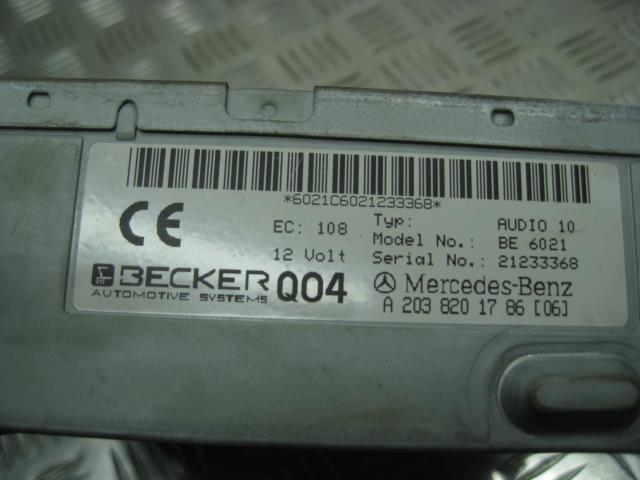 *6021C6021233368*
CE EC: 108 Typ: AUDIO 10
Model No.: BE 6021
12 Volt Serial No.: 21233368
BECKER Q04 Mercedes-Benz
AUTOMOTIVE SYSTEMS A 203 820 17 86 [06]